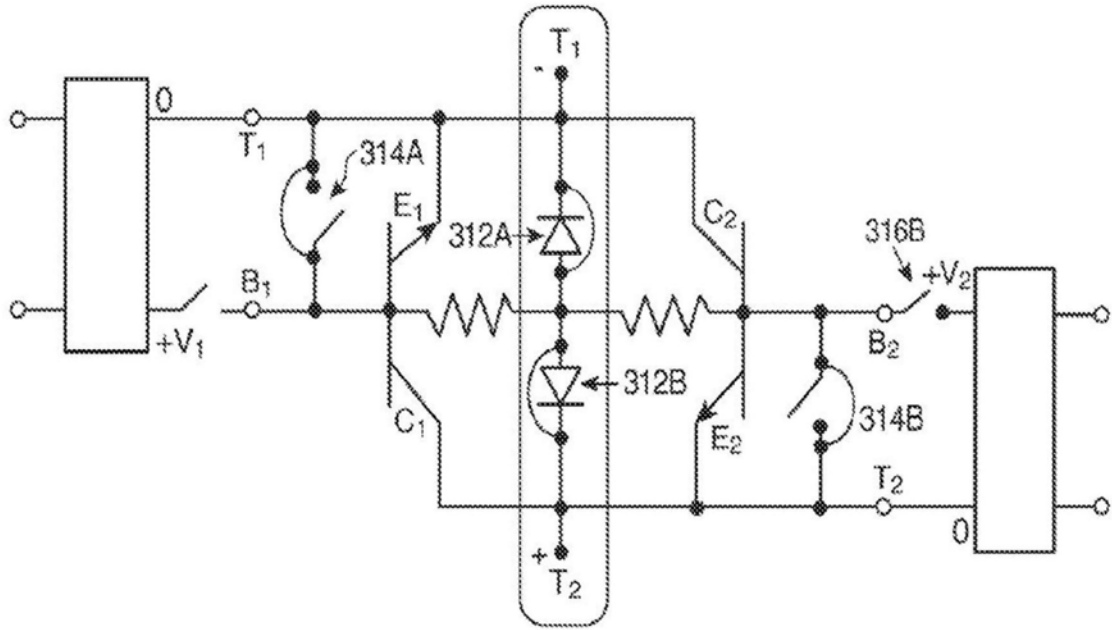 T₁
-
0
T₁
314A
E₁
312A
C₂
316B
+V₂
B₁
+V₁
B₂
312B
C₁
E₂
314B
T₂
0
+
T₂